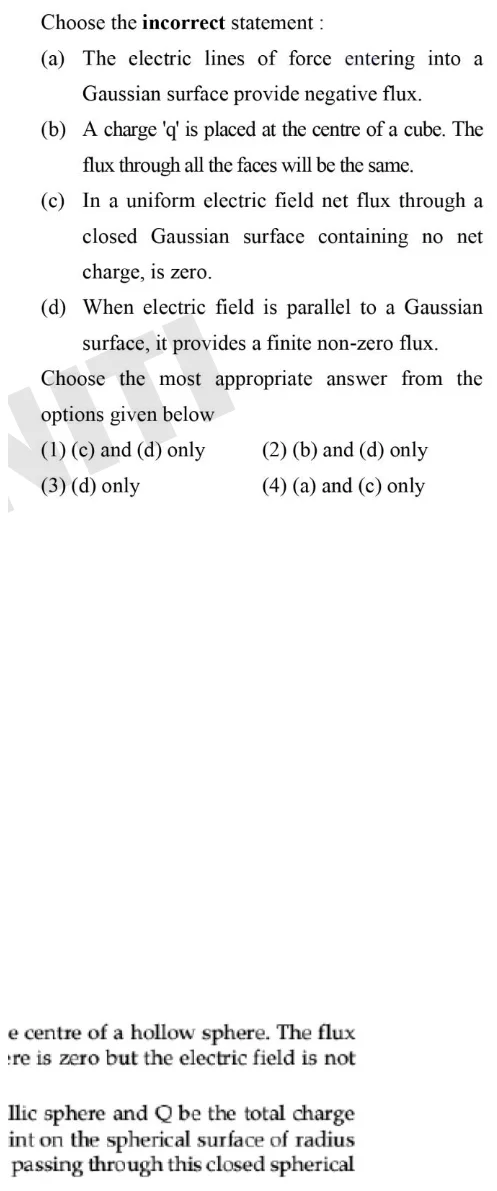 Choose the incorrect statement :
(a) The electric lines of force entering into a
Gaussian surface provide negative flux.
(b) A charge 'q' is placed at the centre of a cube. The
flux through all the faces will be the same.
(c) In a uniform electric field net flux through a
closed Gaussian surface containing no net
charge, is zero.
(d) When electric field is parallel to a Gaussian
surface, it provides a finite non-zero flux.
Choose the most appropriate answer from the
options given below
(1) (c) and (d) only (2) (b) and (d) only
(3) (d) only (4) (a) and (c) only
centre of a hollow sphere. The flux
is zero but the electric field is not
sphere and Q be the total charge
on the spherical surface of radius
passing through this closed spherical